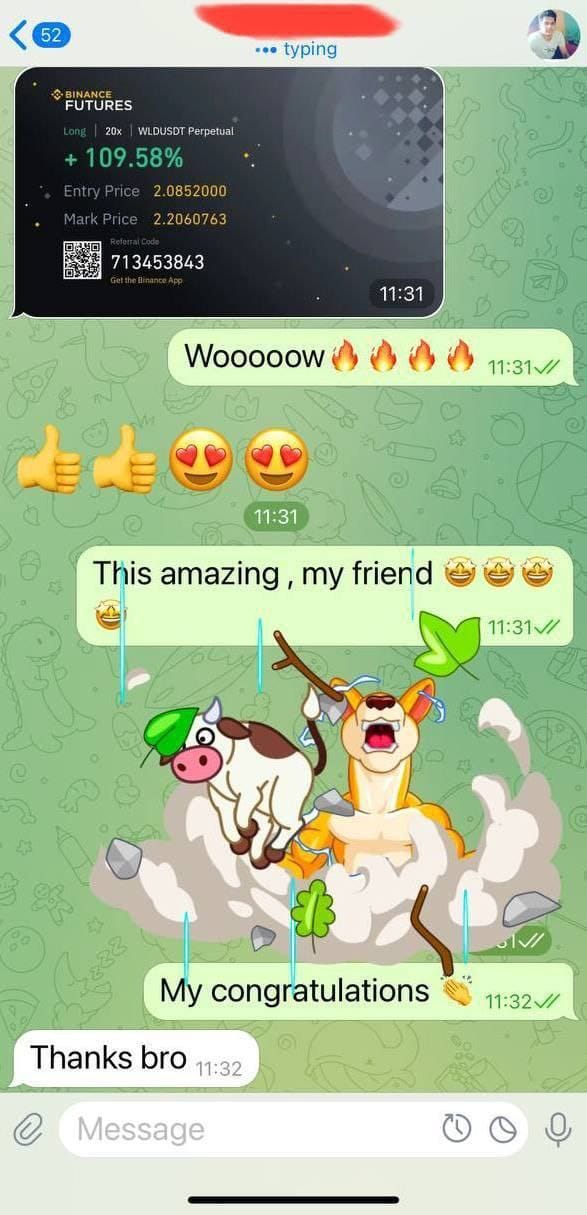 52
typing
BINANCE
FUTURES
Long | 20x | WLDUSDT Perpetual
+ 109.58%
Entry Price 2.0852000
Mark Price 2.2060763
Referral Code
713453843
Get the Binance App
11:31
Wooooow🔥🔥🔥🔥 11:31
👍👍😍😍
11:31
This amazing , my friend 🤩🤩🤩
🤩 11:31
My congratulations 👏 11:32
Thanks bro 11:32
Message